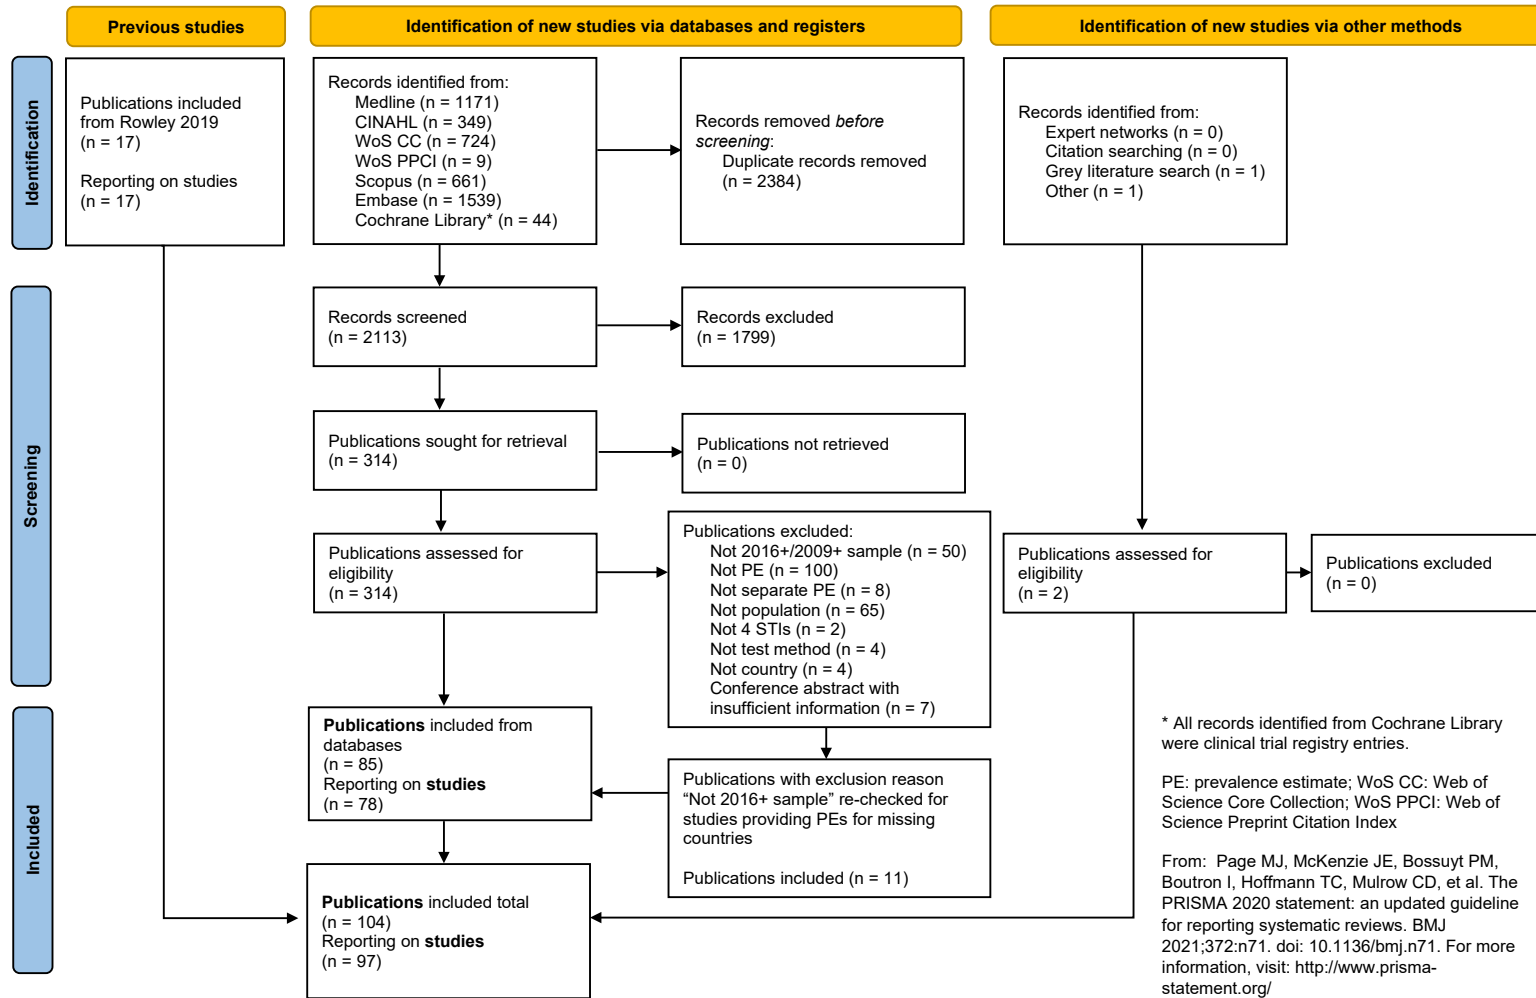 Previous studies
Identification of new studies via databases and registers
Identification of new studies via other methods
Identification
Publications included
from Rowley 2019
(n = 17)
Reporting on studies
(n = 17)
Records identified from:
Medline (n = 1171)
CINAHL (n = 349)
WoS CC (n = 724)
WoS PPCI (n = 9)
Scopus (n = 661)
Embase (n = 1539)
Cochrane Library* (n = 44)
Records removed before
screening:
Duplicate records removed
(n = 2384)
Records identified from:
Expert networks (n = 0)
Citation searching (n = 0)
Grey literature search (n = 1)
Other (n = 1)
Screening
Records screened
(n = 2113)
Records excluded
(n = 1799)
Publications sought for retrieval
(n = 314)
Publications not retrieved
(n = 0)
Publications assessed for
eligibility
(n = 314)
Publications excluded:
Not 2016+/2009+ sample (n = 50)
Not PE (n = 100)
Not separate PE (n = 8)
Not population (n = 65)
Not 4 STIs (n = 2)
Not test method (n = 4)
Not country (n = 4)
Conference abstract with
insufficient information (n = 7)
Publications assessed for
eligibility
(n = 2)
Publications excluded
(n = 0)
Included
Publications included from
databases
(n = 85)
Reporting on studies
(n = 78)
Publications with exclusion reason
“Not 2016+ sample” re-checked for
studies providing PEs for missing
countries
Publications included (n = 11)
Publications included total
(n = 104)
Reporting on studies
(n = 97)
* All records identified from Cochrane Library
were clinical trial registry entries.
PE: prevalence estimate; WoS CC: Web of
Science Core Collection; WoS PPCI: Web of
Science Preprint Citation Index
From: Page MJ, McKenzie JE, Bossuyt PM,
Boutron I, Hoffmann TC, Mulrow CD, et al. The
PRISMA 2020 statement: an updated guideline
for reporting systematic reviews. BMJ
2021;372:n71. doi: 10.1136/bmj.n71. For more
information, visit: http://www.prisma-
statement.org/